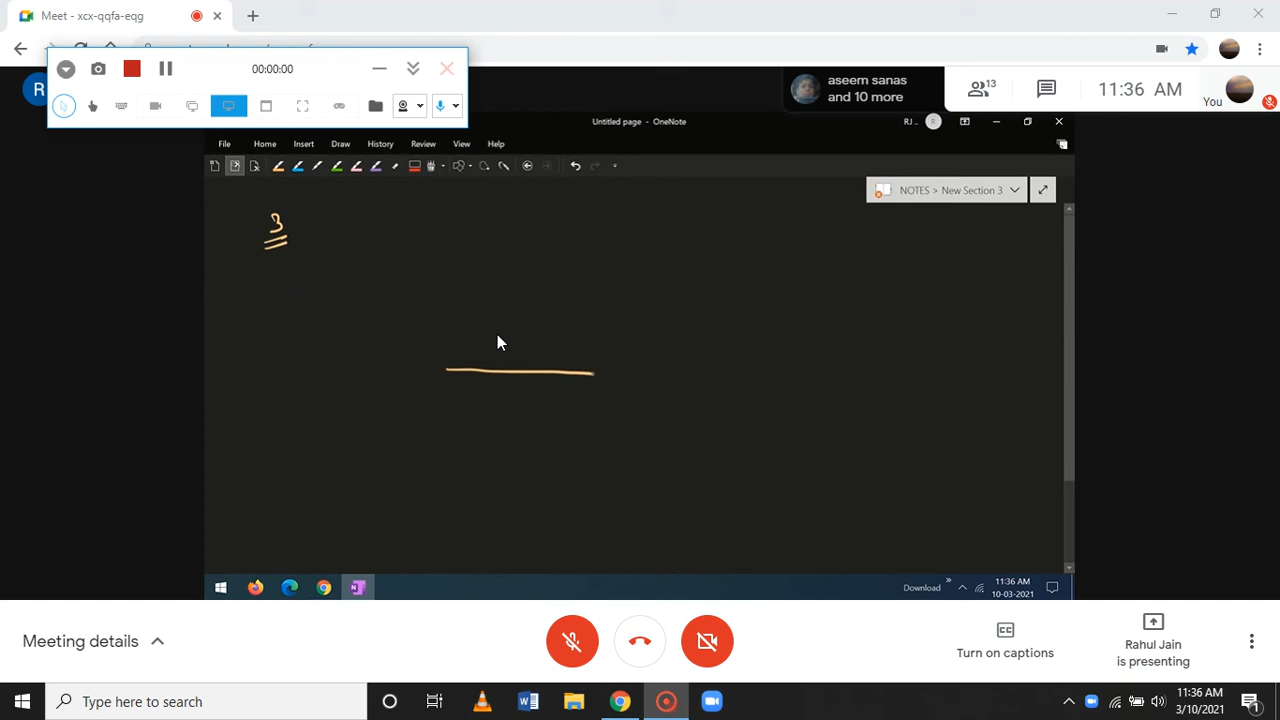 Meet - xcx-qqfa-eqg
00:00:00
R
aseem sanas
and 10 more
13
11:36 AM
You
Untitled page - OneNote
RJ ..
File Home Insert Draw History Review View Help
NOTES > New Section 3
3
Download
11:36 AM
10-03-2021
Meeting details
CC
Turn on captions
Rahul Jain
is presenting
Type here to search
11:36 AM
3/10/2021
1